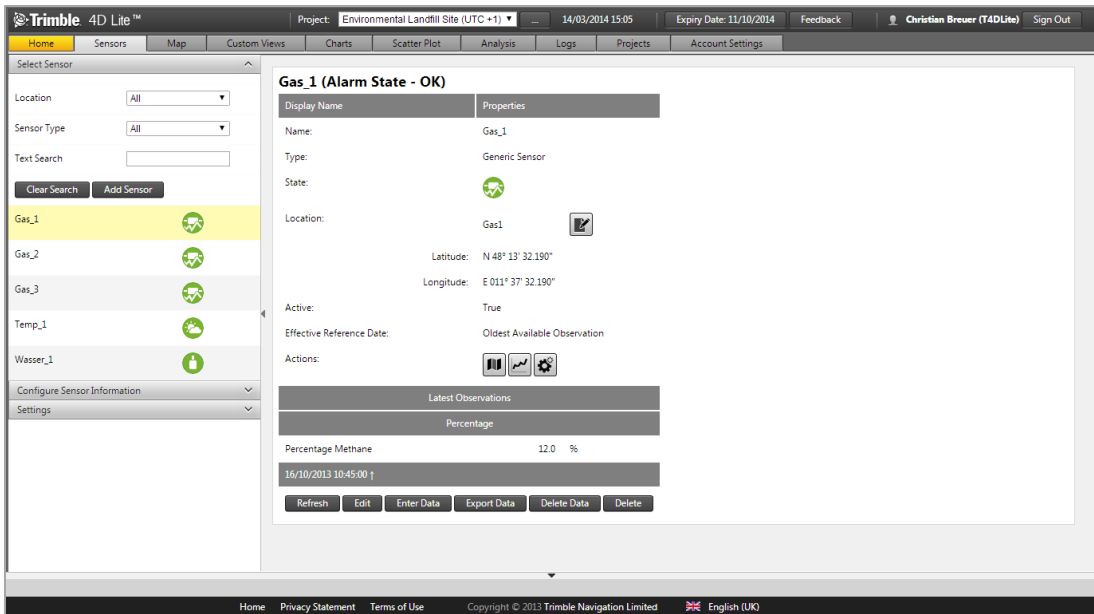 Trimble. 4D Lite™
Project: Environmental Landfill Site (UTC +1) ... 14/03/2014 15:05 Expiry Date: 11/10/2014 Feedback Christian Breuer (T4DLite) Sign Out
Home Sensors Map Custom Views Charts Scatter Plot Analysis Logs Projects Account Settings
Select Sensor
Location All
Sensor Type All
Text Search
Clear Search Add Sensor
Gas_1
Gas_2
Gas_3
Temp_1
Wasser_1
Configure Sensor Information
Settings
Gas_1 (Alarm State - OK)
Display Name Properties
Name: Gas_1
Type: Generic Sensor
State:
Location: Gas1
Latitude: N 48° 13' 32.190"
Longitude: E 011° 37' 32.190"
Active: True
Effective Reference Date: Oldest Available Observation
Actions:
Latest Observations
Percentage
Percentage Methane 12.0 %
16/10/2013 10:45:00 ↑
Refresh Edit Enter Data Export Data Delete Data Delete
Home Privacy Statement Terms of Use Copyright © 2013 Trimble Navigation Limited English (UK)